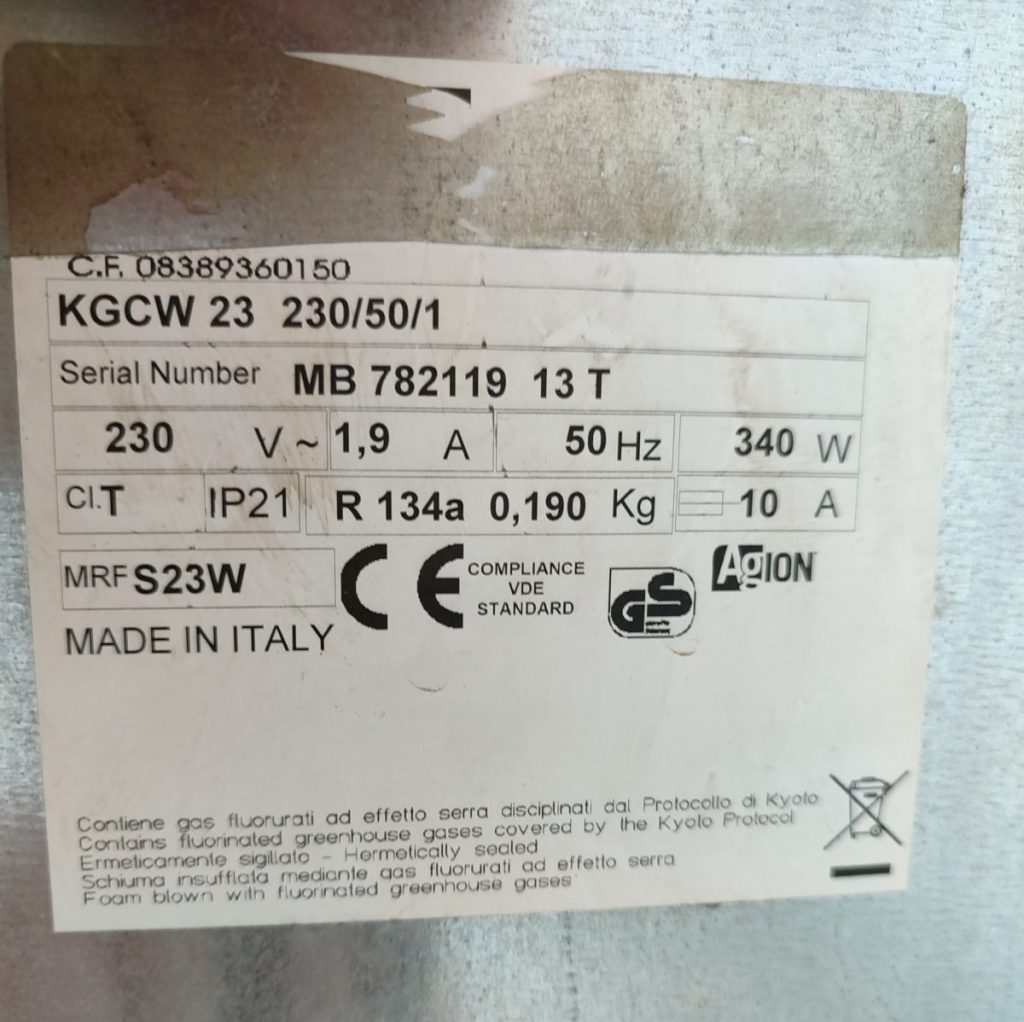 C.F. 08389360150
KGCW 23 230/50/1
Serial Number MB 782119 13 T
230 V ~ 1,9 A 50 Hz 340 W
Cl.T IP21 R 134a 0,190 Kg 10 A
MRF S23W
CE
COMPLIANCE
VDE
STANDARD
GS
AgION
MADE IN ITALY
Contiene gas fluorurati ad effetto serra disciplinati dal Protocollo di Kyoto
Contains fluorinated greenhouse gases covered by the Kyoto Protocol
Ermeticamente sigillato - Hermetically sealed
Schiuma insufflata mediante gas fluorurati ad effetto serra
Foam blown with fluorinated greenhouse gases